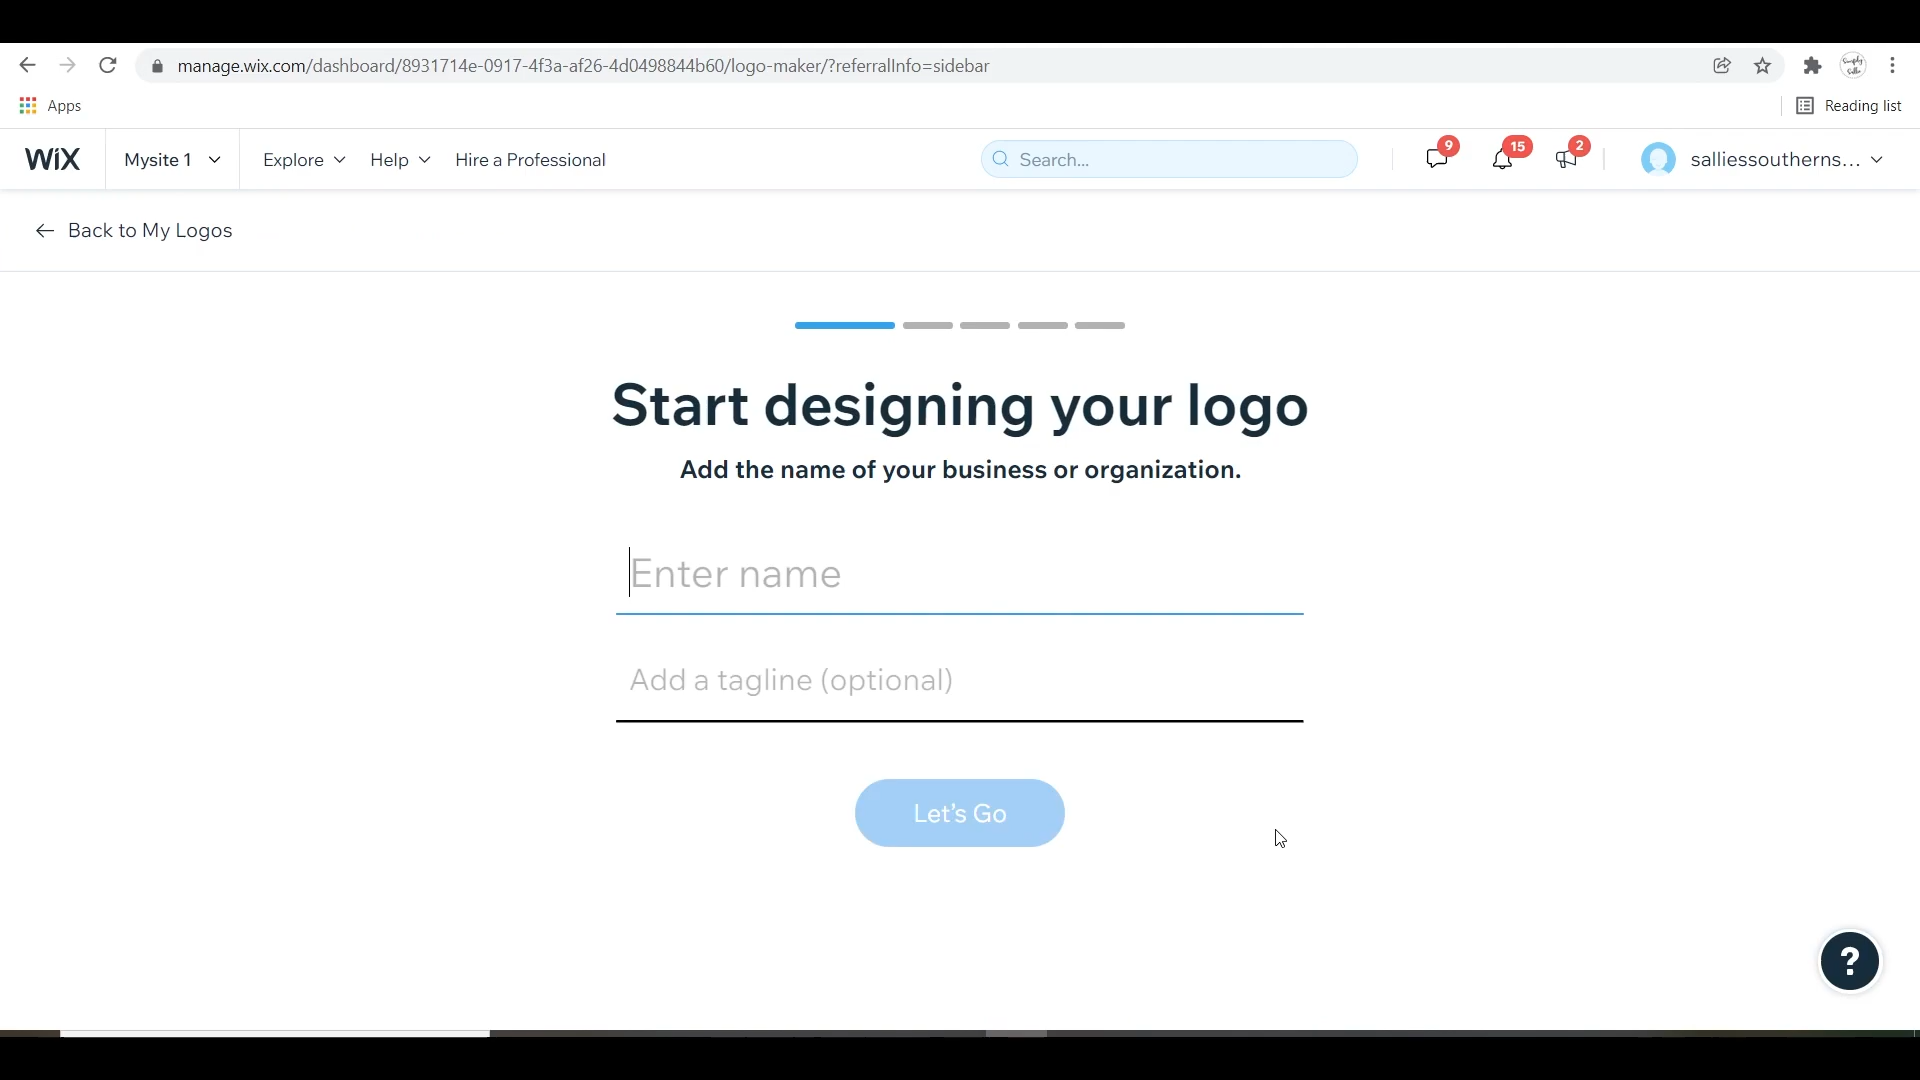 manage.wix.com/dashboard/8931714e-0917-4f3a-af26-4d0498844b60/logo-maker/?referralInfo=sidebar
Apps
Reading list
WiX
Mysite 1
Explore
Help
Hire a Professional
Search...
9
15
2
salliessoutherns...
Back to My Logos
Start designing your logo
Add the name of your business or organization.
Enter name
Add a tagline (optional)
Let's Go
?